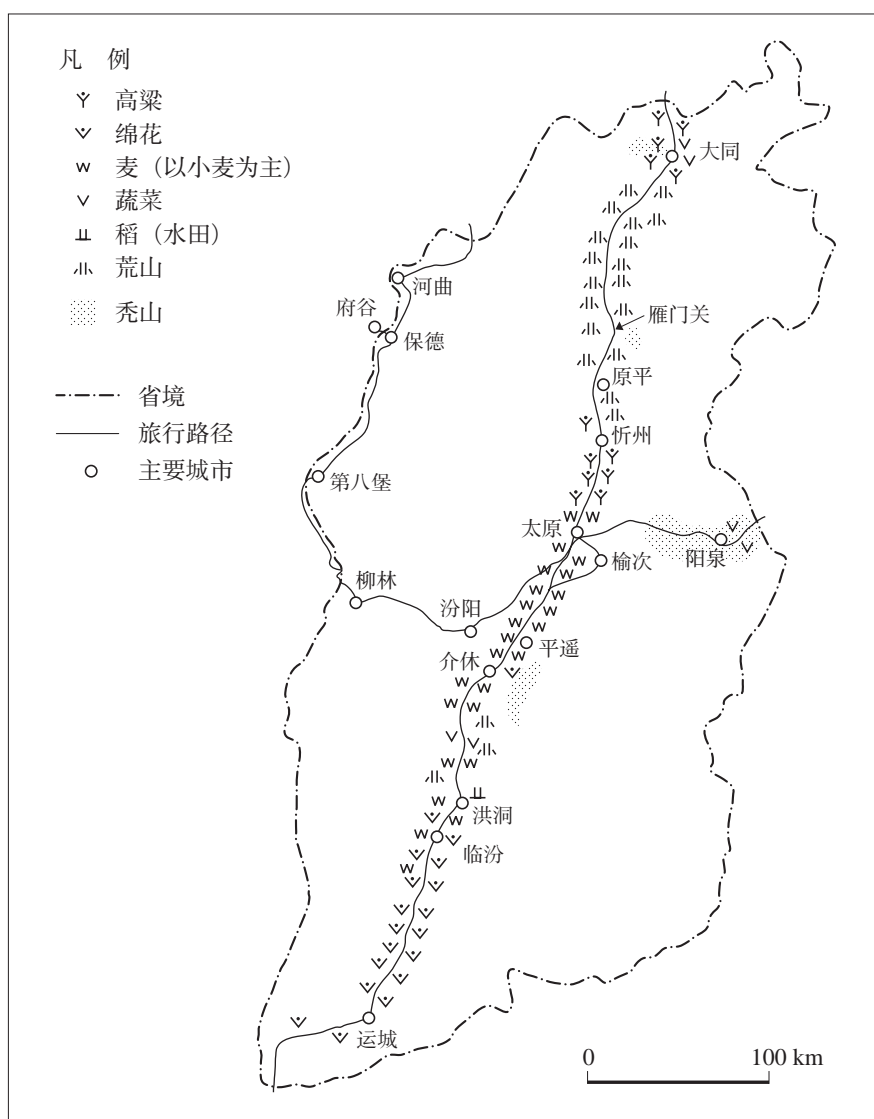 凡 例
高粱
绵花
麦（以小麦为主）
蔬菜
稻（水田）
荒山
秃山
省境
旅行路径
主要城市
大同
河曲
府谷
保德
雁门关
原平
忻州
第八堡
太原
阳泉
榆次
柳林
汾阳
平遥
介休
洪洞
临汾
运城
0 100 km